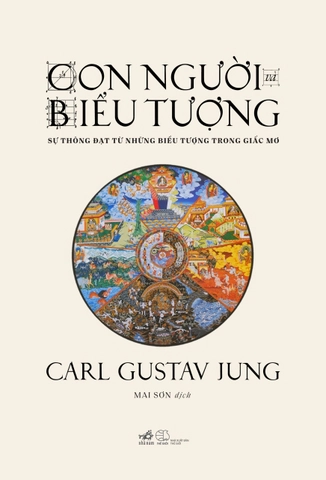 CON NGƯỜI và
BIỂU TƯỢNG
SỰ THÔNG ĐẠT TỪ NHỮNG BIỂU TƯỢNG TRONG GIẤC MƠ
CARL GUSTAV JUNG
MAI SƠN dịch